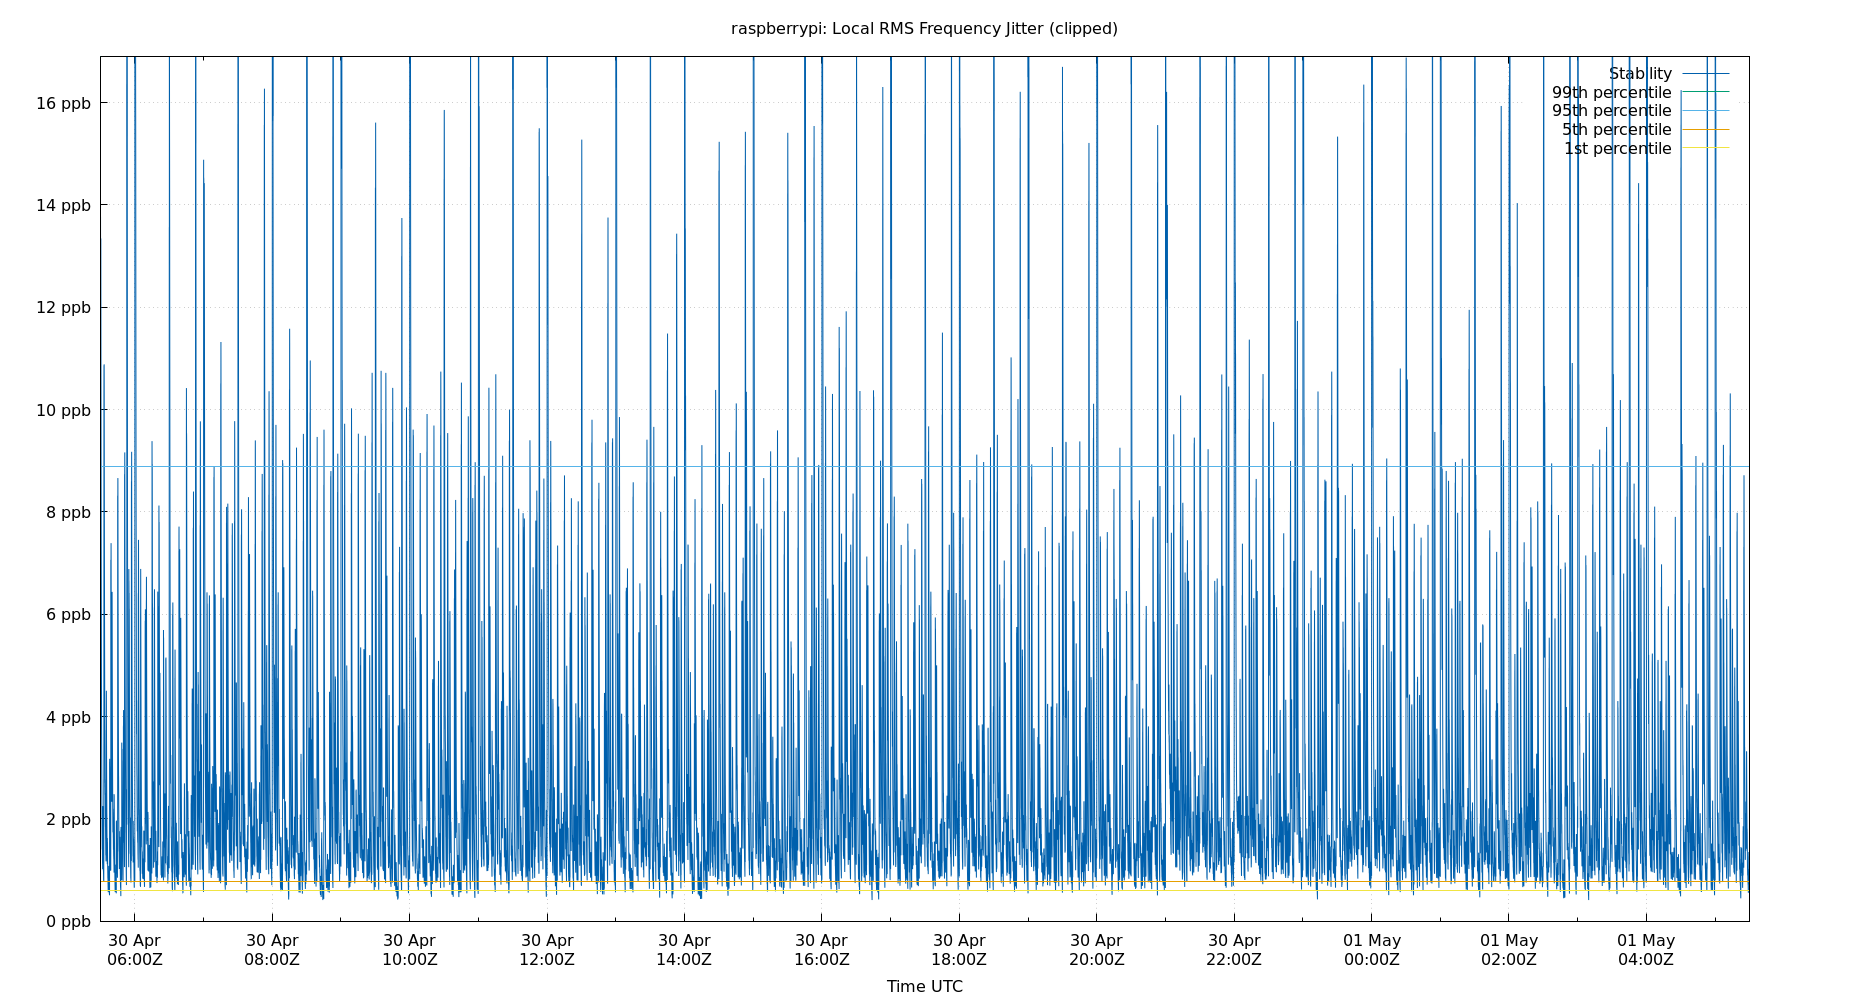 raspberrypi: Local RMS Frequency Jitter (clipped)
Stability
99th percentile
95th percentile
5th percentile
1st percentile
16 ppb
14 ppb
12 ppb
10 ppb
8 ppb
6 ppb
4 ppb
2 ppb
0 ppb
30 Apr 30 Apr 30 Apr 30 Apr 30 Apr 30 Apr 30 Apr 30 Apr 30 Apr 01 May 01 May 01 May
06:00Z 08:00Z 10:00Z 12:00Z 14:00Z 16:00Z 18:00Z 20:00Z 22:00Z 00:00Z 02:00Z 04:00Z
Time UTC